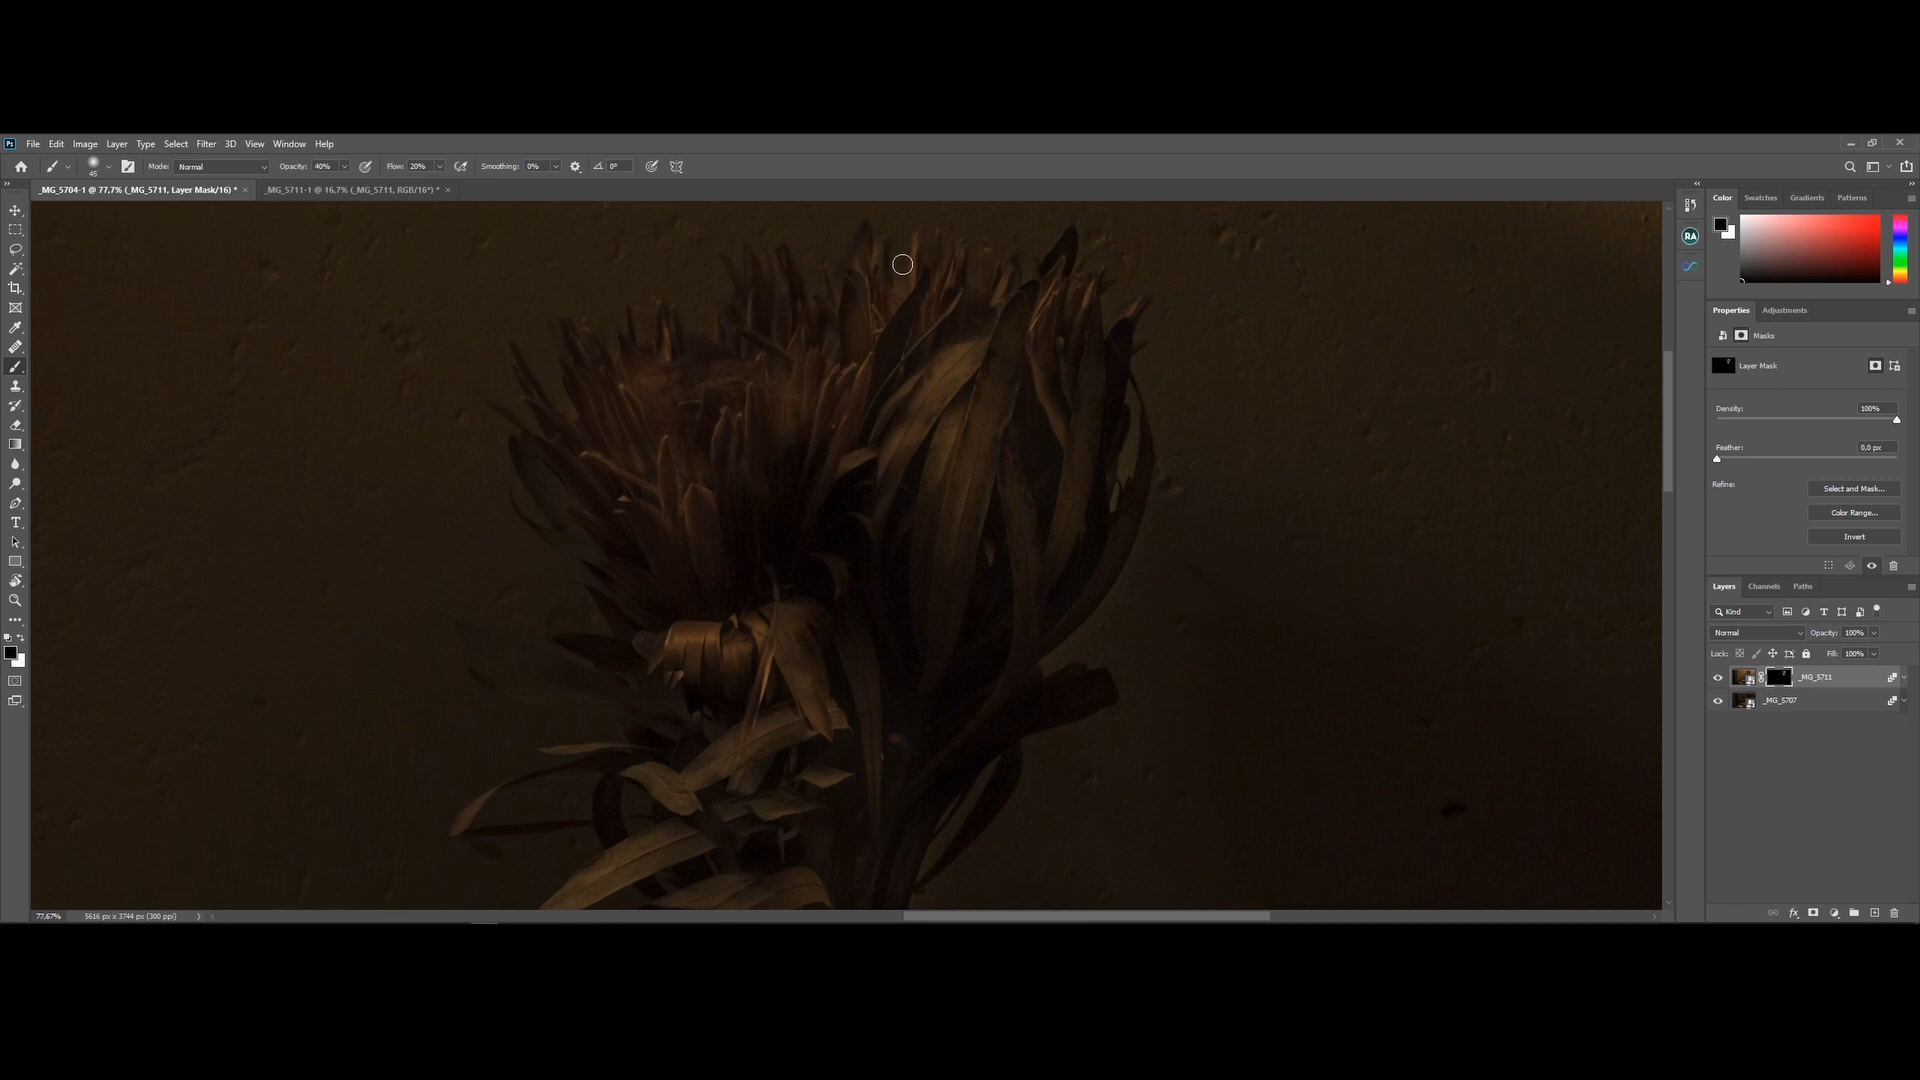 Ps File Edit Image Layer Type Select Filter 3D View Window Help
45 Mode: Normal Opacity: 40% Flow: 20% Smoothing: 0% 0°
_MG_5704-1 @ 77,7% (_MG_5711, Layer Mask/16) * × _MG_5711-1 @ 16,7% (_MG_5711, RGB/16*) * ×
Color Swatches Gradients Patterns
RA
Properties Adjustments
Masks
Layer Mask
Density: 100%
Feather: 0,0 px
Refine: Select and Mask...
Color Range...
Invert
Layers Channels Paths
Kind
Normal Opacity: 100%
Lock: Fill: 100%
_MG_5711
_MG_5707
77,67% 5616 px x 3744 px (300 ppi)